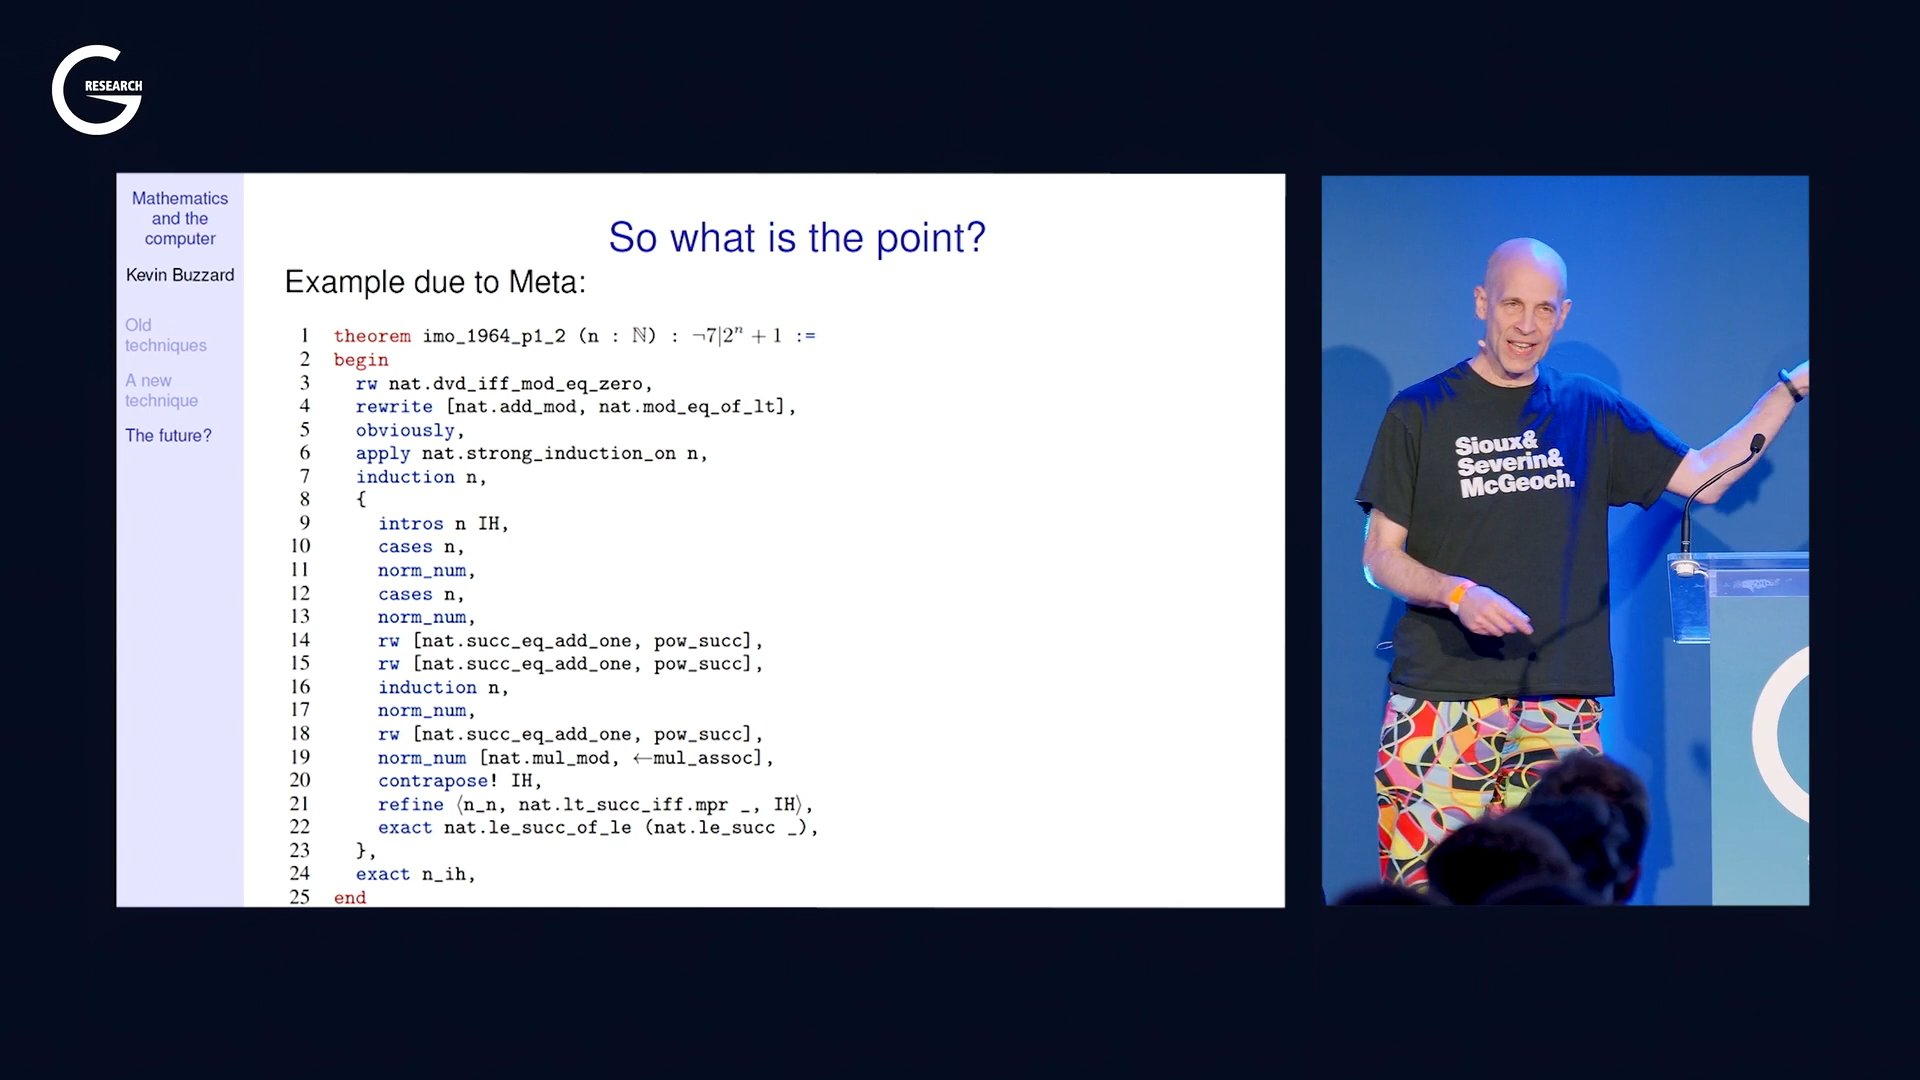 RESEARCH
Mathematics
and the
computer
Kevin Buzzard
Old
techniques
A new
technique
The future?
So what is the point?
Example due to Meta:
1 theorem imo_1964_p1_2 (n : ℕ) : ¬7|2ⁿ + 1 :=
2 begin
3 rw nat.dvd_iff_mod_eq_zero,
4 rewrite [nat.add_mod, nat.mod_eq_of_lt],
5 obviously,
6 apply nat.strong_induction_on n,
7 induction n,
8 {
9 intros n IH,
10 cases n,
11 norm_num,
12 cases n,
13 norm_num,
14 rw [nat.succ_eq_add_one, pow_succ],
15 rw [nat.succ_eq_add_one, pow_succ],
16 induction n,
17 norm_num,
18 rw [nat.succ_eq_add_one, pow_succ],
19 norm_num [nat.mul_mod, ←mul_assoc],
20 contrapose! IH,
21 refine ⟨n_n, nat.lt_succ_iff.mpr _, IH⟩,
22 exact nat.le_succ_of_le (nat.le_succ _),
23 },
24 exact n_ih,
25 end
Sioux&
Severin&
McGeoch.